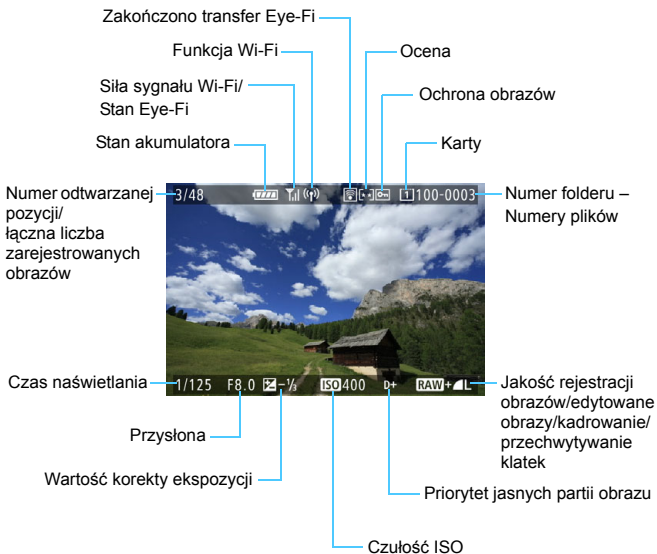 Zakończono transfer Eye-Fi
Funkcja Wi-Fi
Ocena
Siła sygnału Wi-Fi/
Stan Eye-Fi
Ochrona obrazów
Stan akumulatora
Karty
Numer odtwarzanej
pozycji/
łączna liczba
zarejestrowanych
obrazów
3/48
1 100-0003
Numer folderu –
Numery plików
Czas naświetlania
1/125 F8.0 -⅓ ISO 400 D+ RAW+L
Jakość rejestracji
obrazów/edytowane
obrazy/kadrowanie/
przechwytywanie
klatek
Przysłona
Wartość korekty ekspozycji
Priorytet jasnych partii obrazu
Czułość ISO